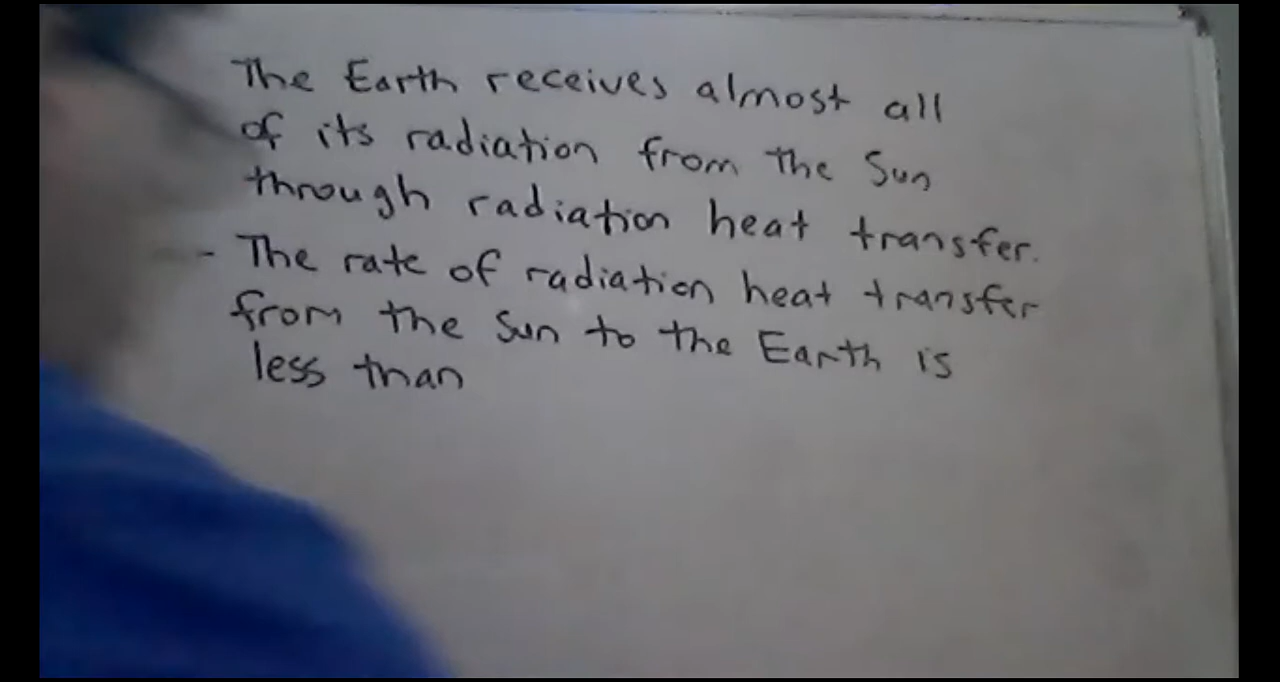 The Earth receives almost all
of its radiation from the Sun
through radiation heat transfer.
- The rate of radiation heat transfer
from the Sun to the Earth is
less than